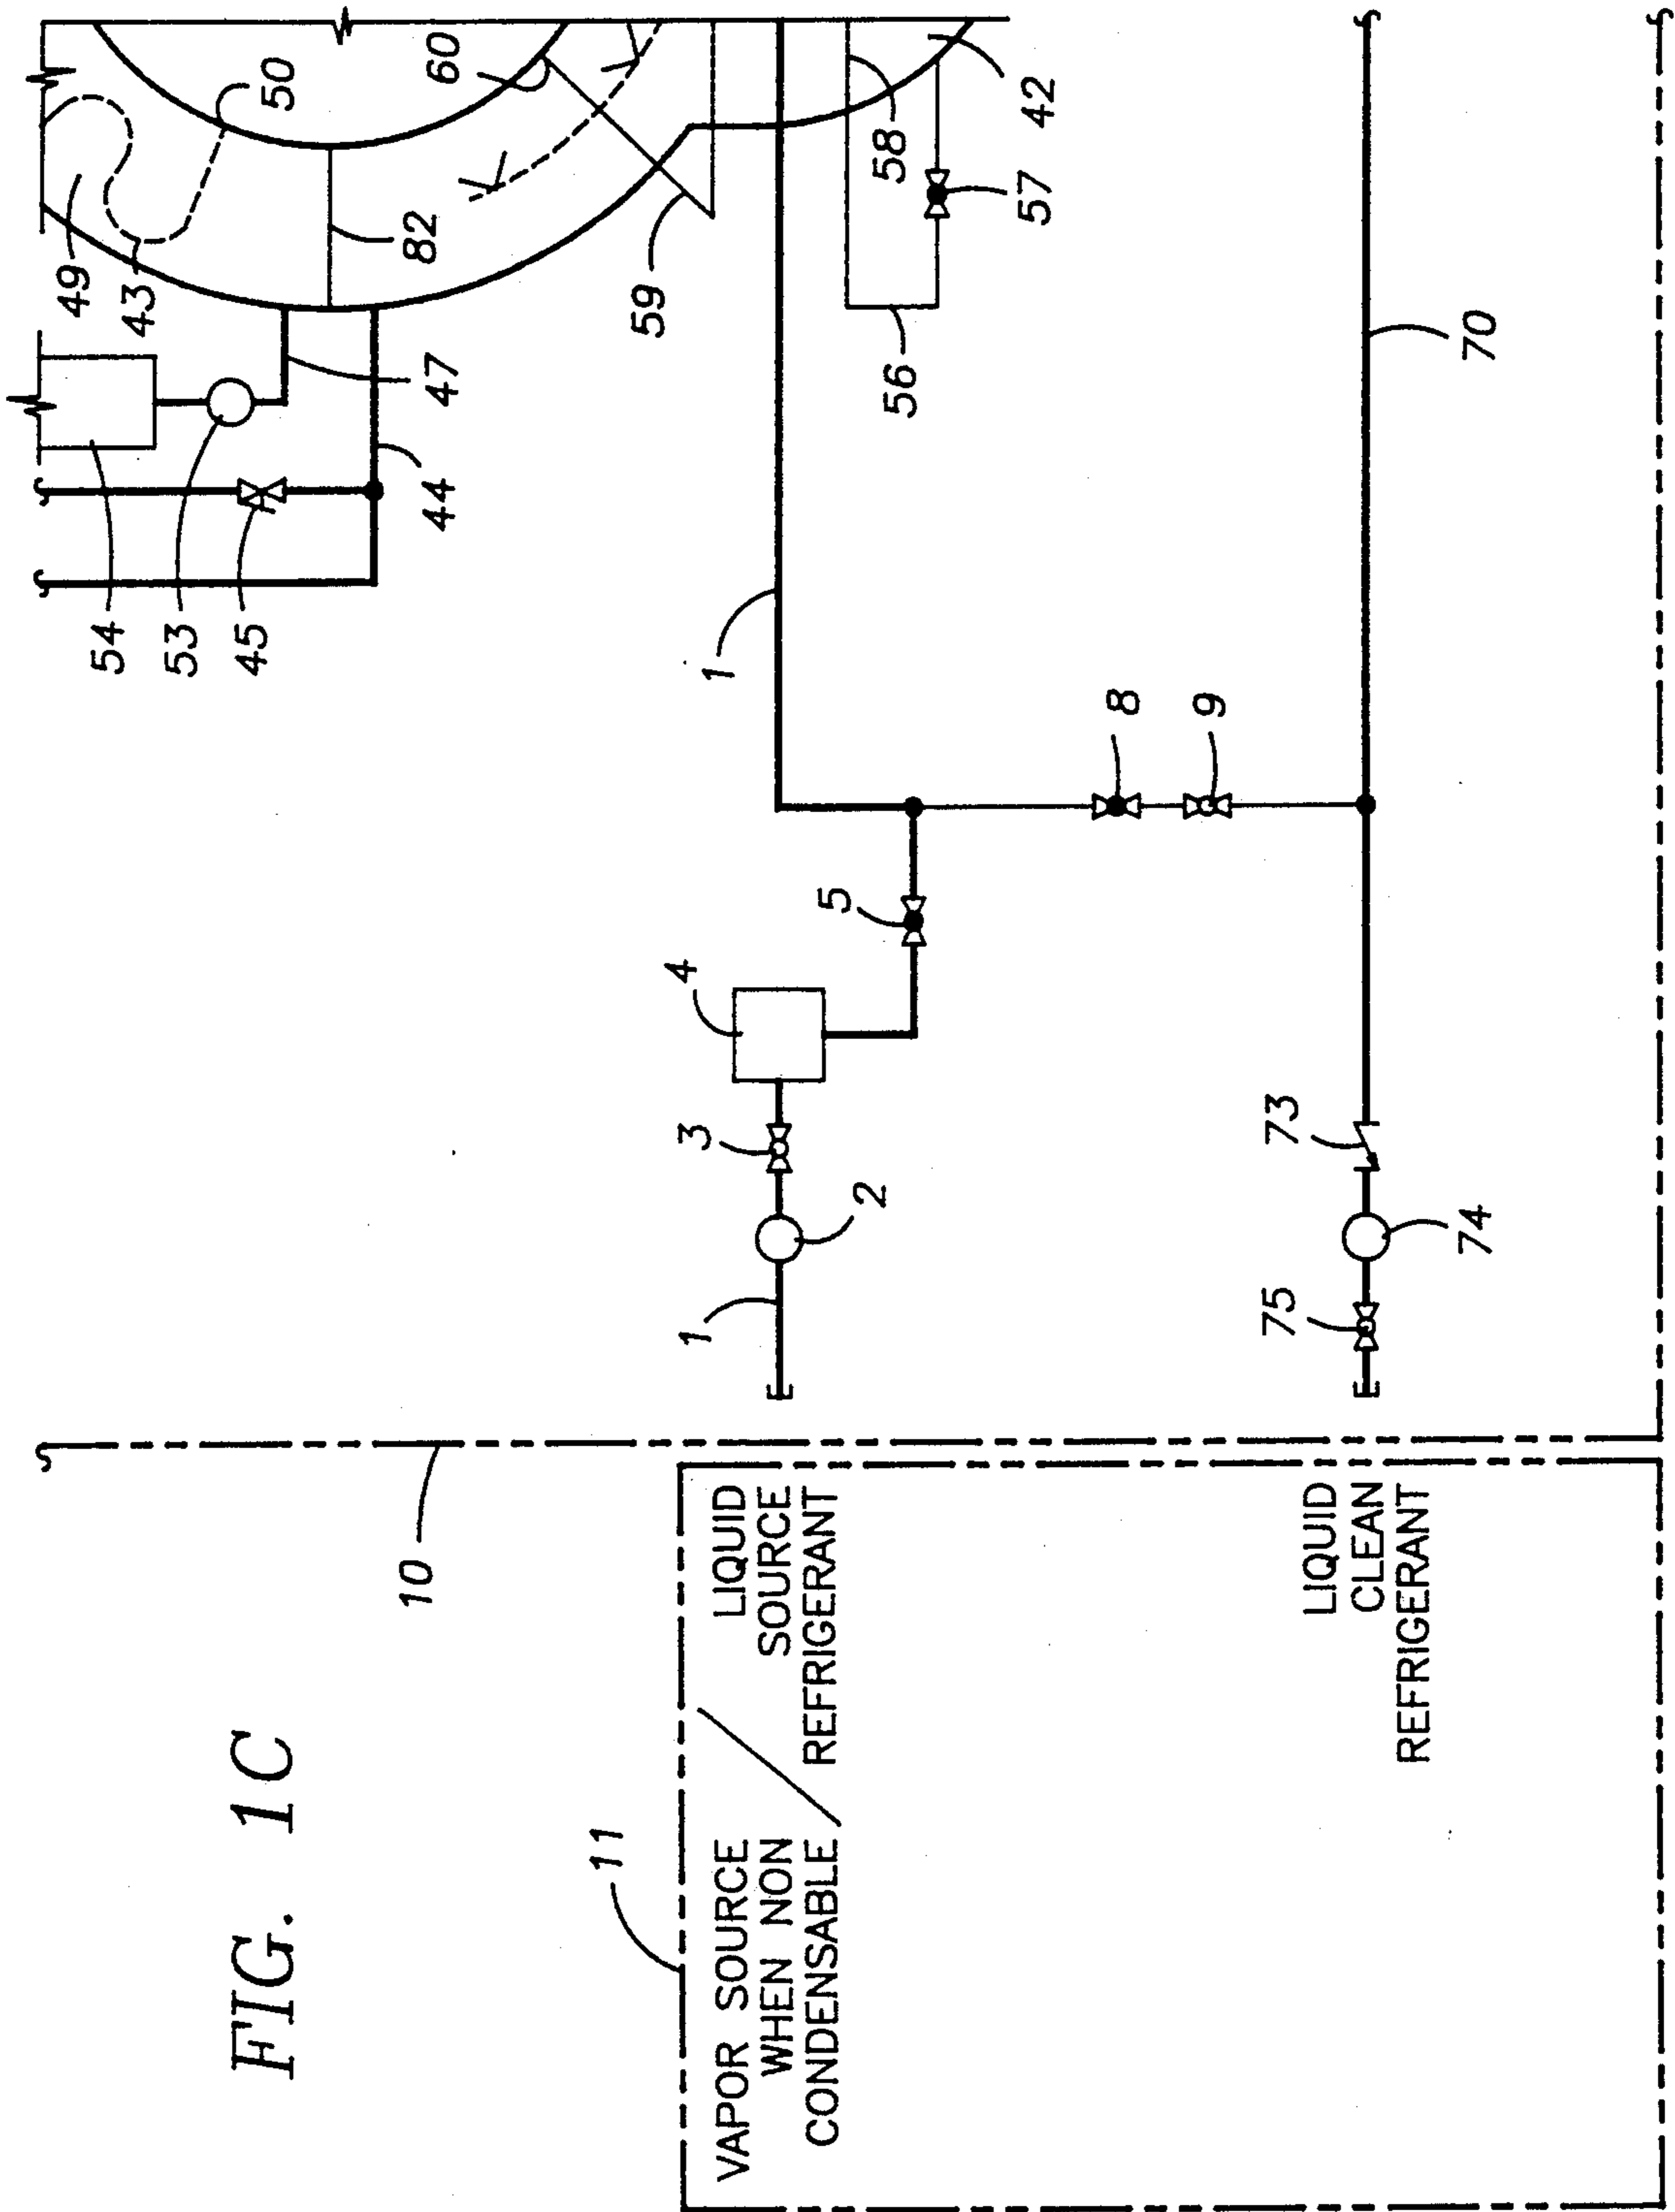 FIG. 1C
10
11
VAPOR SOURCE
WHEN NON
CONDENSABLE
LIQUID
SOURCE
REFRIGERANT
LIQUID
CLEAN
REFRIGERANT
54
53
45
44
47
49
43
50
82
60
59
58
42
57
56
1
70
8
9
5
4
3
2
1
73
74
75